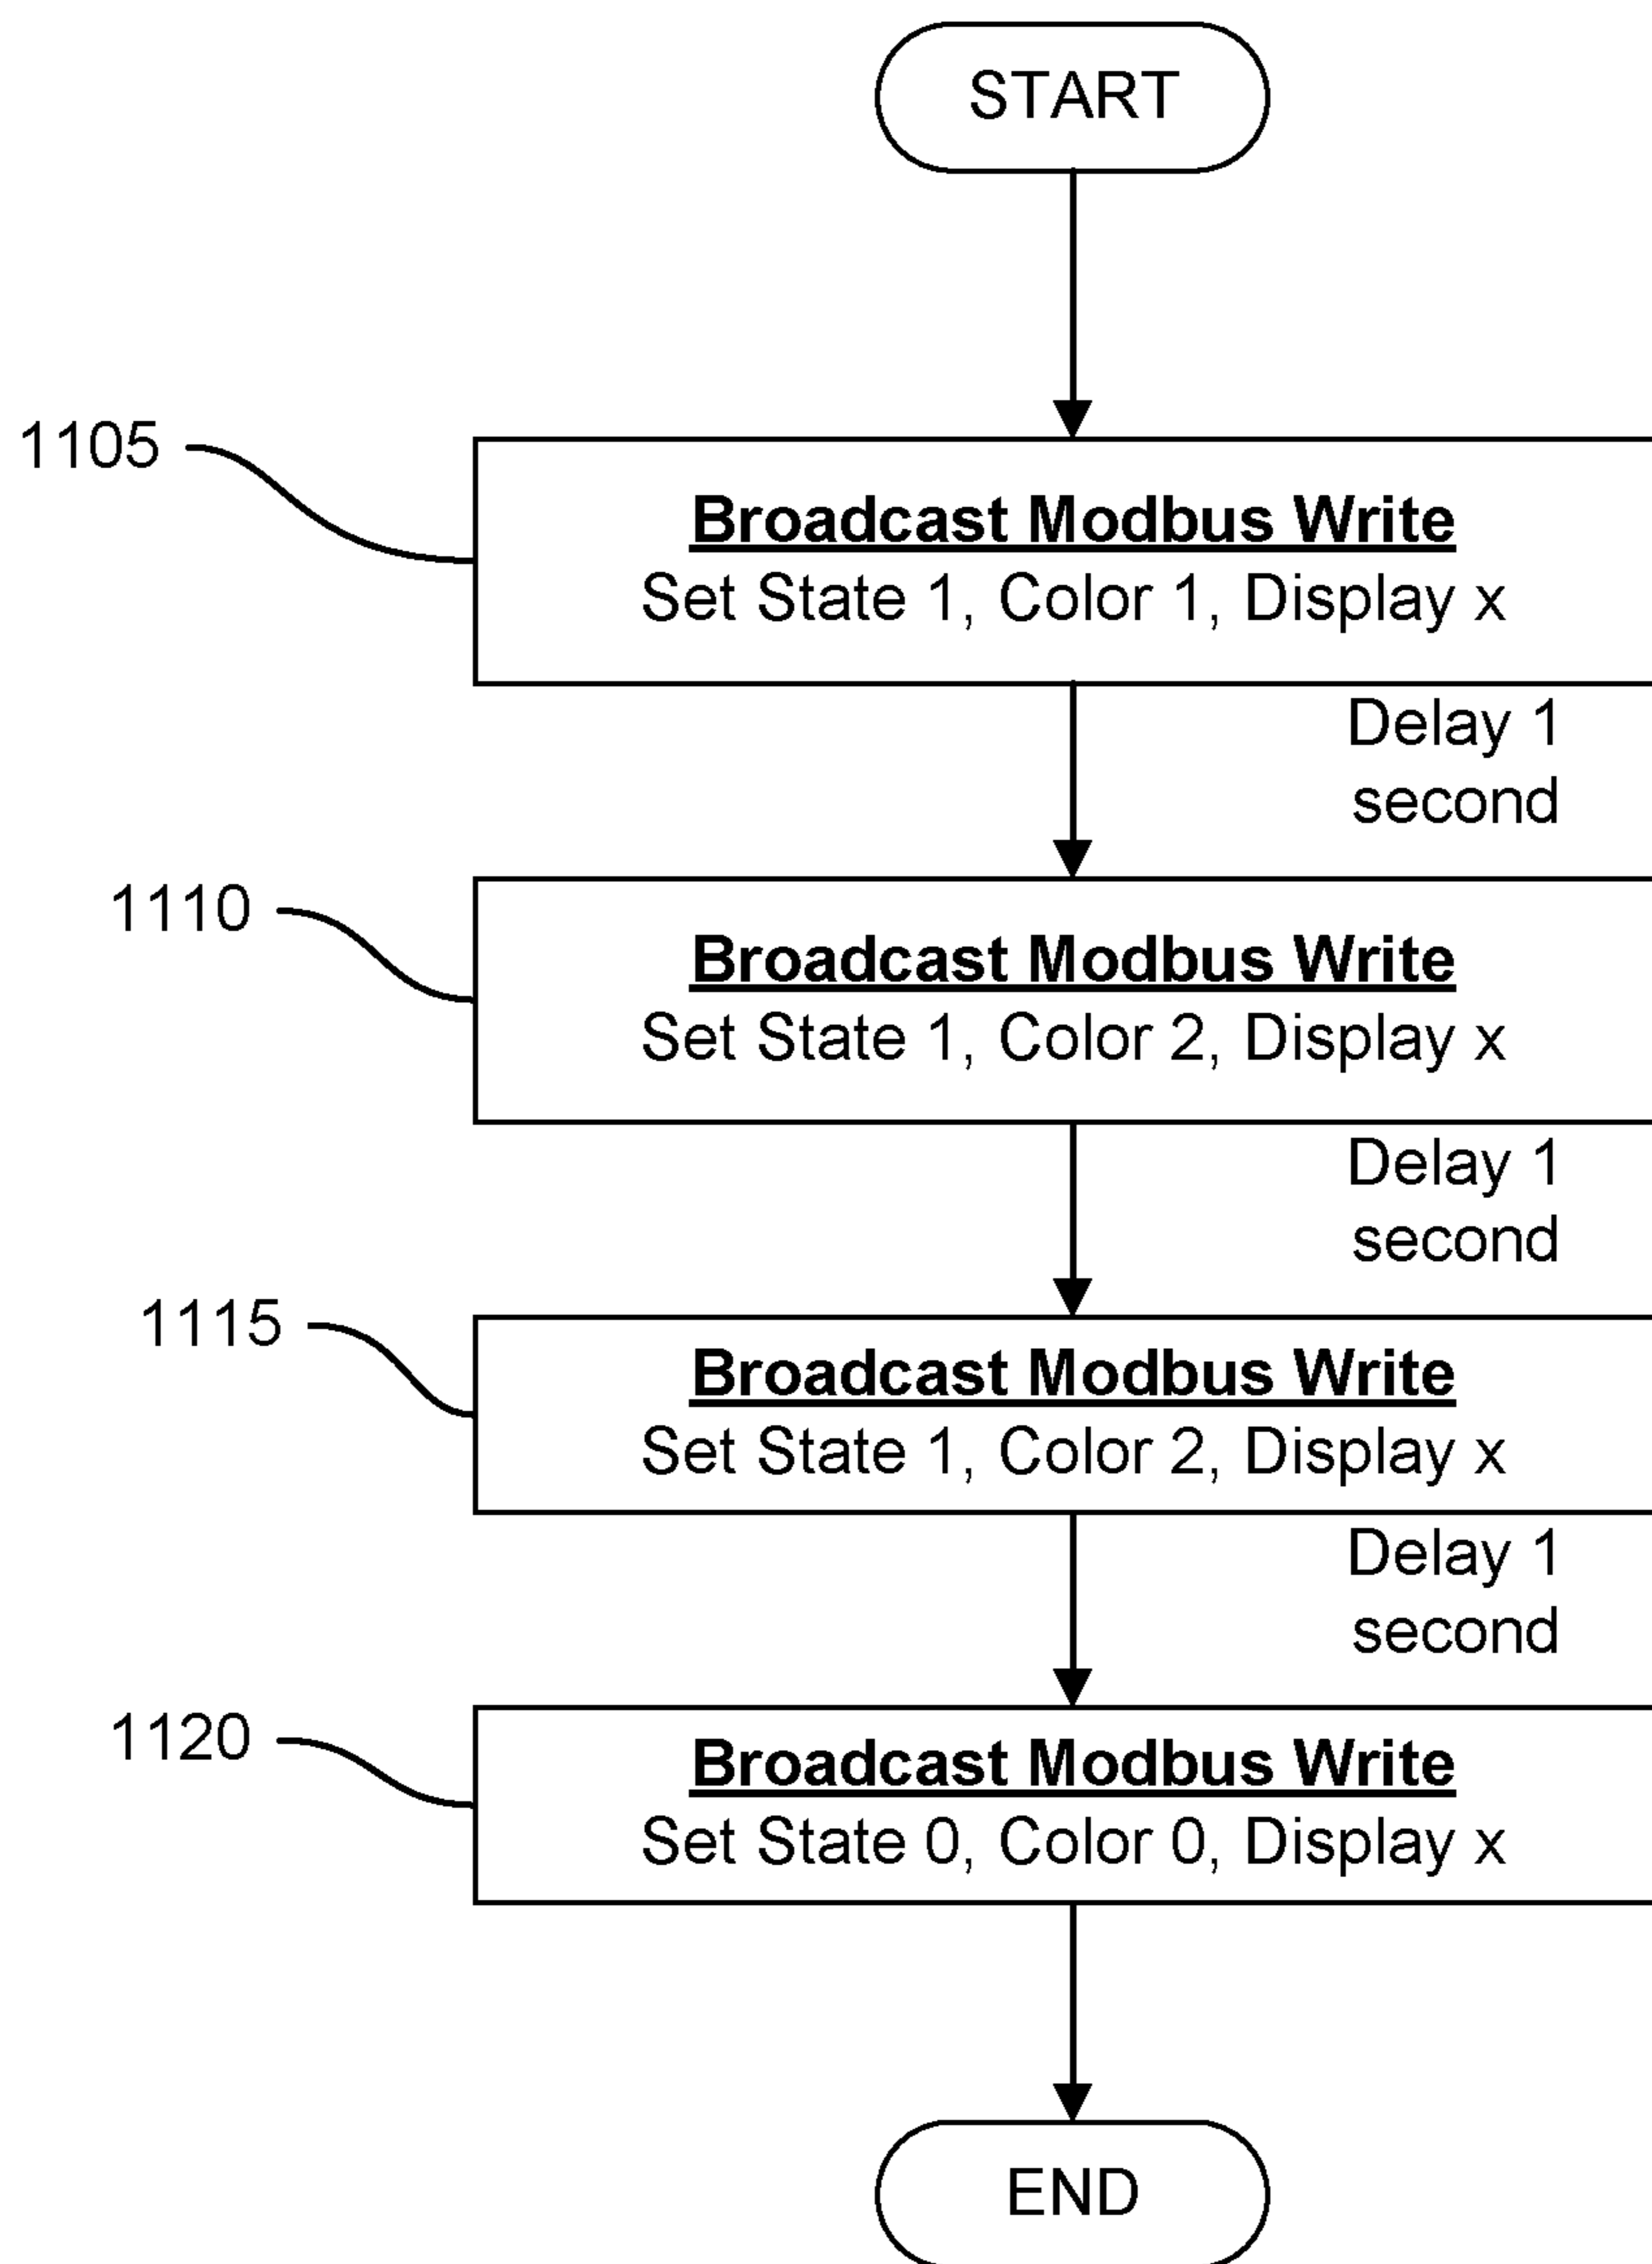 START
1105
Broadcast Modbus Write
Set State 1, Color 1, Display x
Delay 1
second
1110
Broadcast Modbus Write
Set State 1, Color 2, Display x
Delay 1
second
1115
Broadcast Modbus Write
Set State 1, Color 2, Display x
Delay 1
second
1120
Broadcast Modbus Write
Set State 0, Color 0, Display x
END